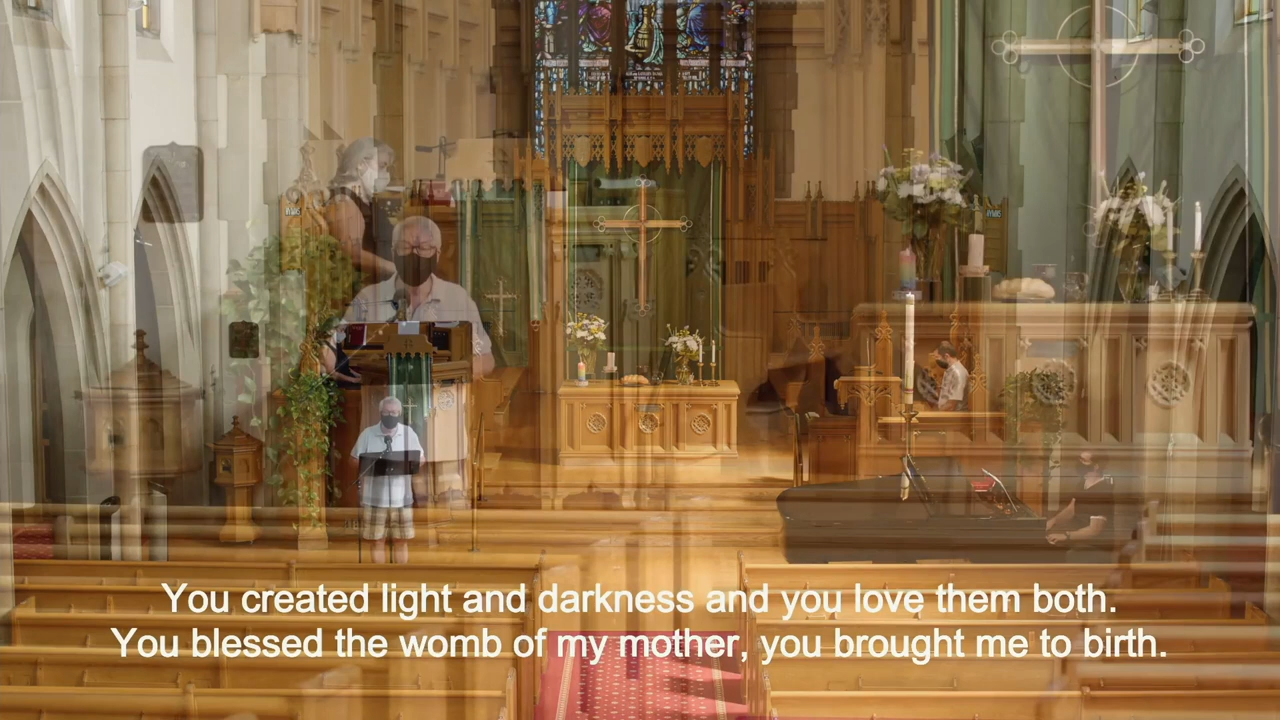 You created light and darkness and you love them both.
You blessed the womb of my mother, you brought me to birth.